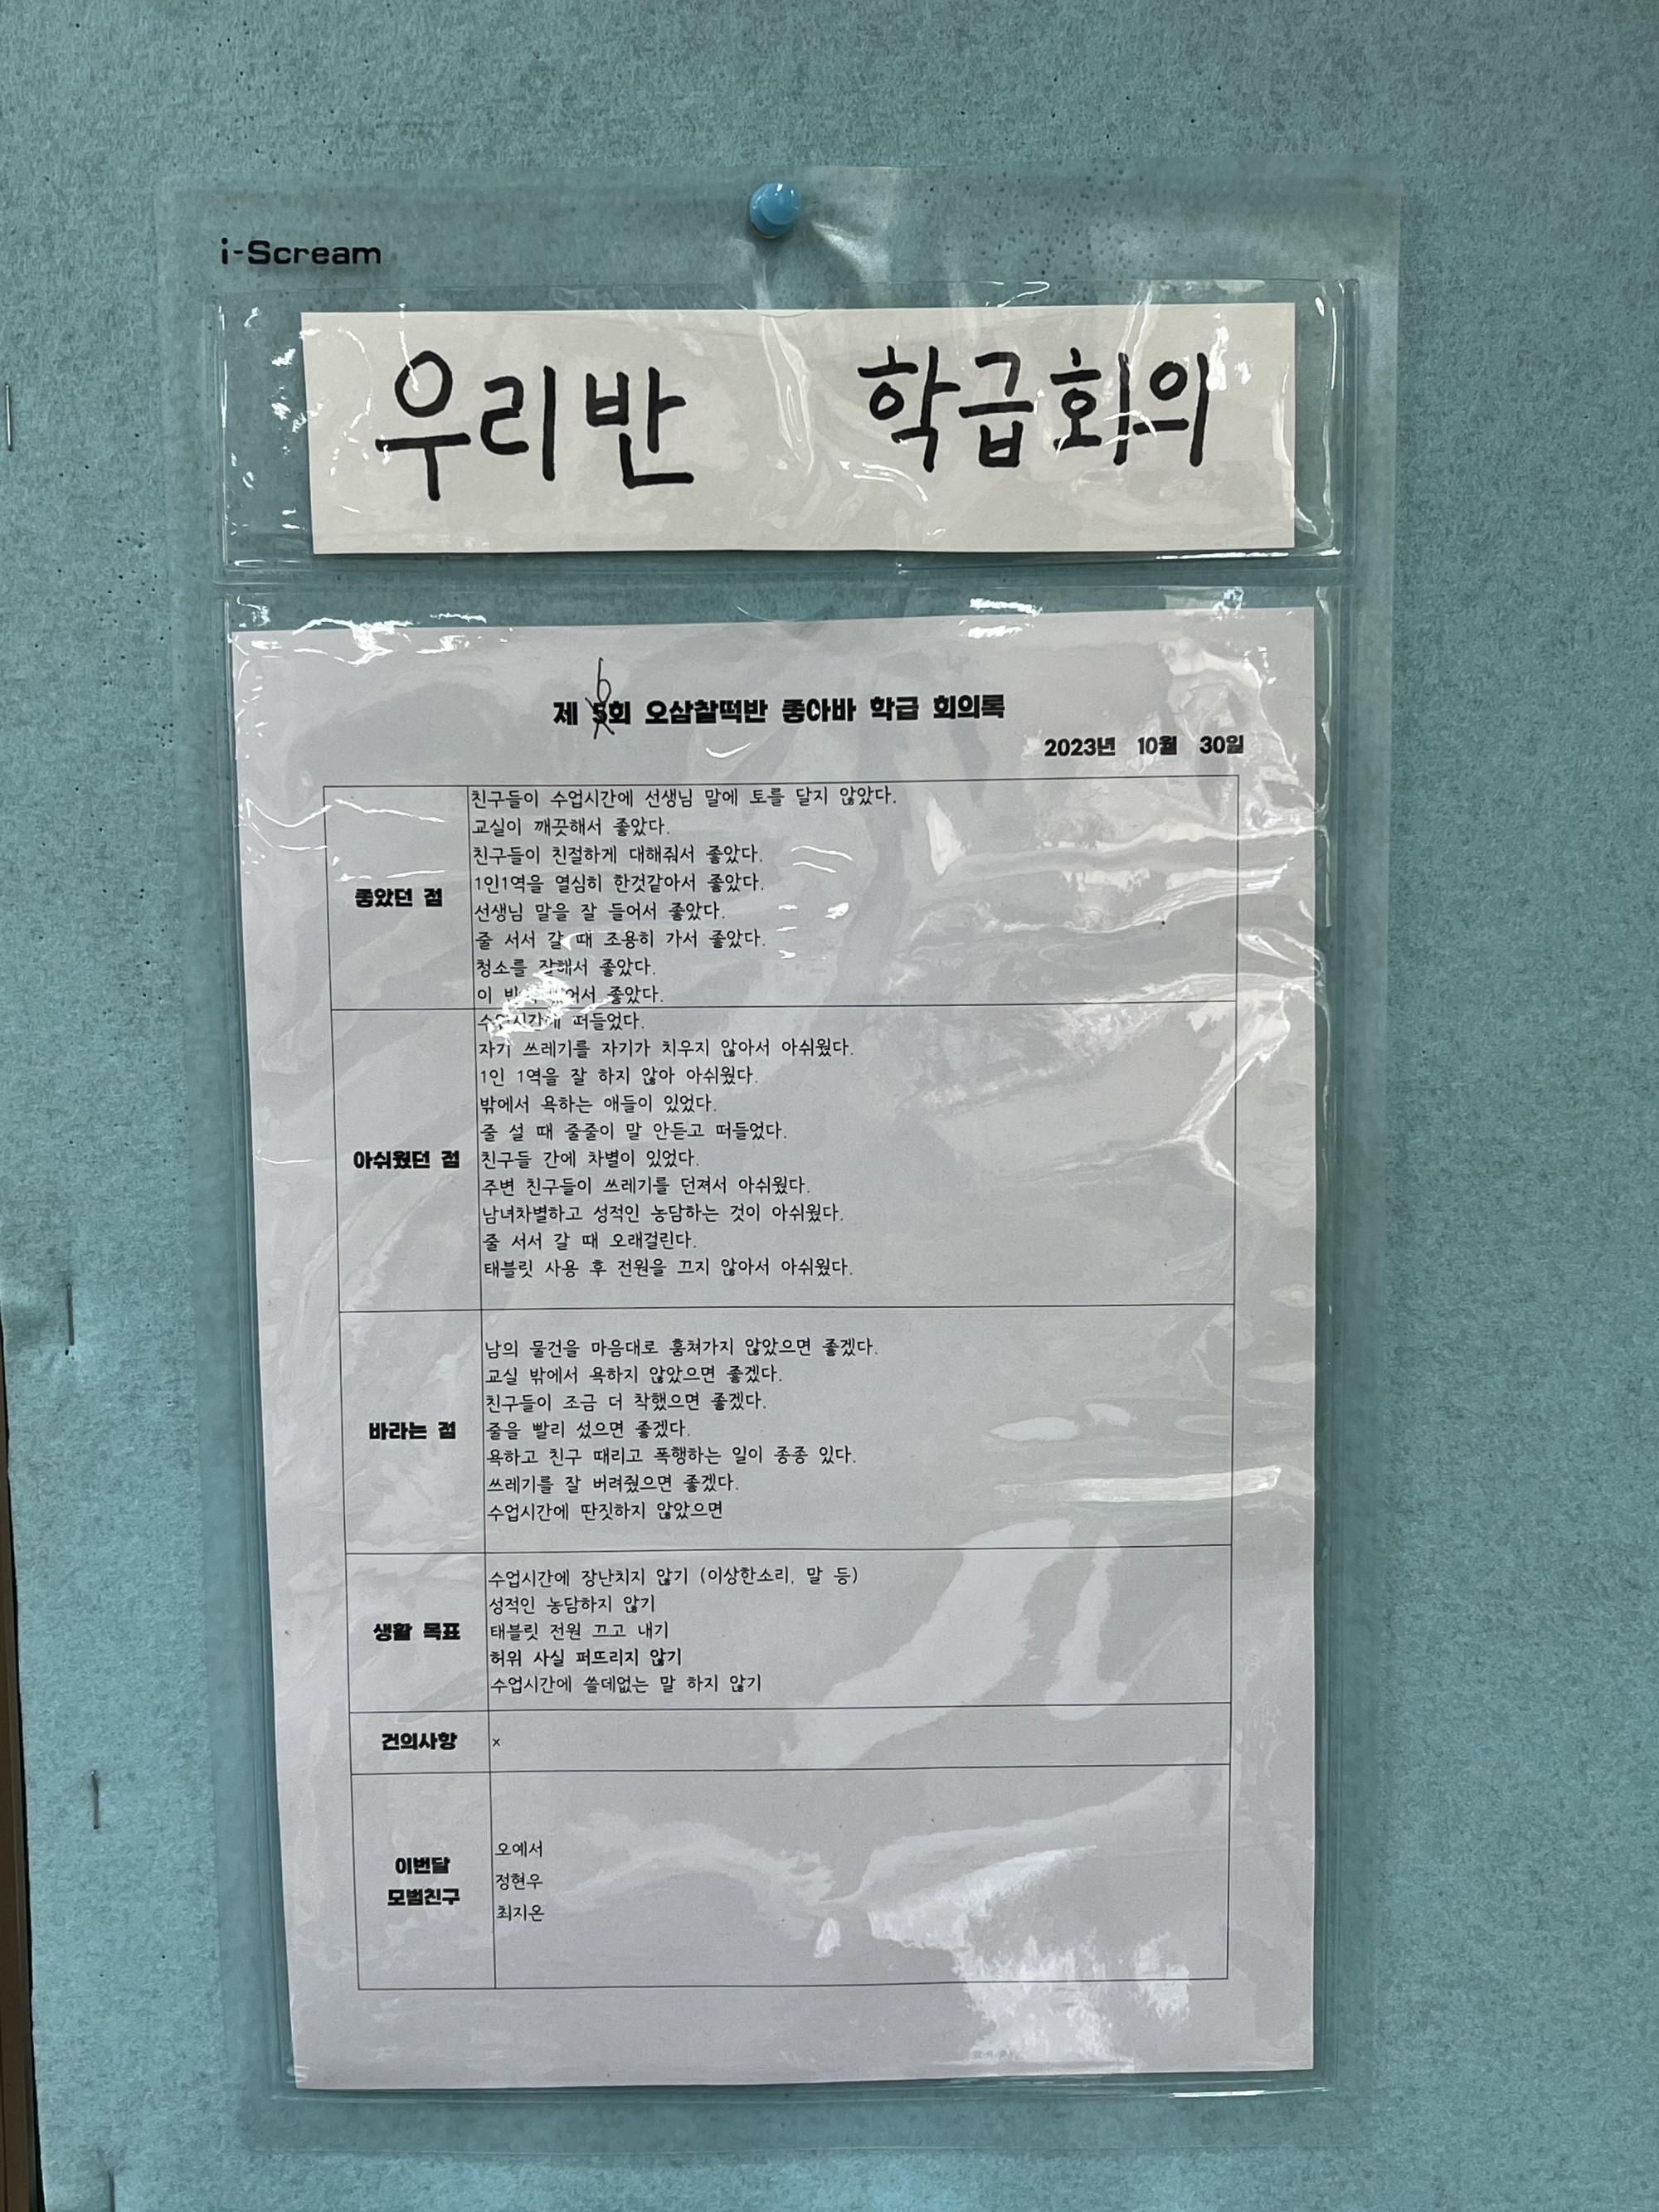 i-Scream
우리반 학급회의
6
제 5회 오삼찰떡반 좋아바 학급 회의록
2023년 10월 30일
좋았던 점
친구들이 수업시간에 선생님 말에 토를 달지 않았다.
교실이 깨끗해서 좋았다.
친구들이 친절하게 대해줘서 좋았다.
1인1역을 열심히 한것같아서 좋았다.
선생님 말을 잘 들어서 좋았다.
줄 서서 갈 때 조용히 가서 좋았다.
청소를 잘해서 좋았다.
이 좋았다.
아쉬웠던 점
수업시간에 떠들었다.
자기 쓰레기를 자기가 치우지 않아서 아쉬웠다.
1인 1역을 잘 하지 않아 아쉬웠다.
밖에서 욕하는 애들이 있었다.
줄 설 때 줄줄이 말 안듣고 떠들었다.
친구들 간에 차별이 있었다.
주변 친구들이 쓰레기를 던져서 아쉬웠다.
남녀차별하고 성적인 농담하는 것이 아쉬웠다.
줄 서서 갈 때 오래걸린다.
태블릿 사용 후 전원을 끄지 않아서 아쉬웠다.
바라는 점
남의 물건을 마음대로 훔쳐가지 않았으면 좋겠다.
교실 밖에서 욕하지 않았으면 좋겠다.
친구들이 조금 더 착했으면 좋겠다.
줄을 빨리 섰으면 좋겠다.
욕하고 친구 때리고 폭행하는 일이 종종 있다.
쓰레기를 잘 버려줬으면 좋겠다.
수업시간에 딴짓하지 않았으면
생활 목표
수업시간에 장난치지 않기 (이상한소리, 말 등)
성적인 농담하지 않기
태블릿 전원 끄고 내기
허위 사실 퍼뜨리지 않기
수업시간에 쓸데없는 말 하지 않기
건의사항
x
이번달
모범친구
오예서
정현우
최지온